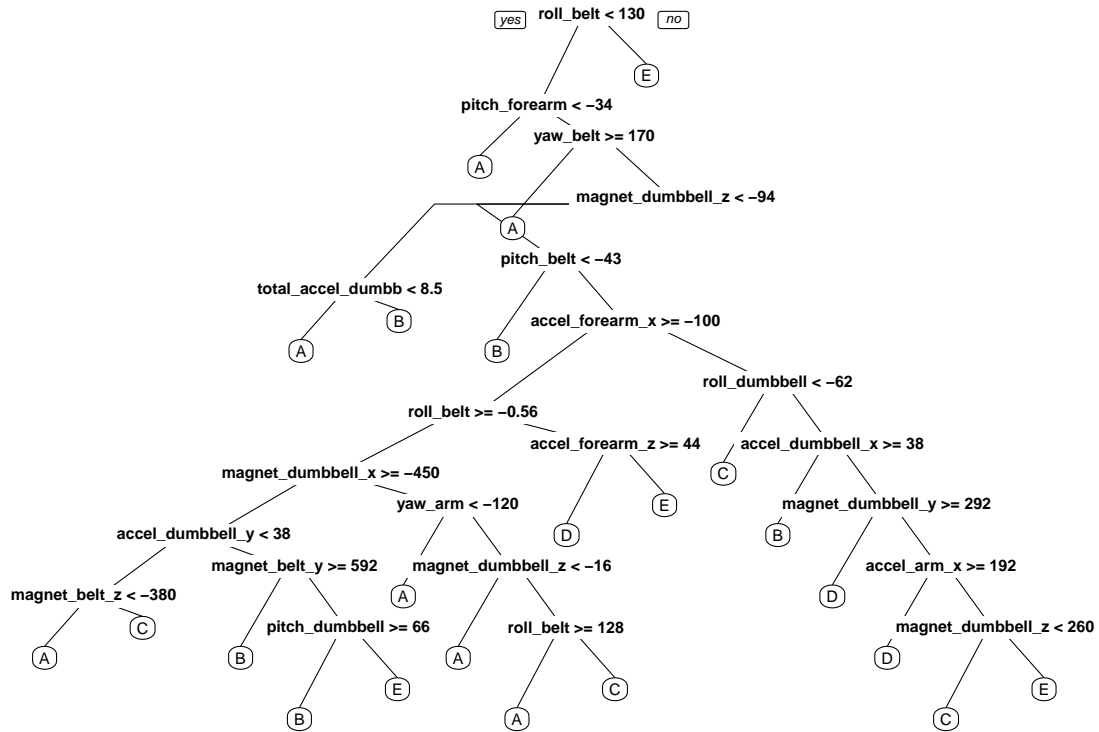 yes roll_belt < 130 no
E
pitch_forearm < −34
yaw_belt >= 170
A
magnet_dumbbell_z < −94
A
pitch_belt < −43
total_accel_dumbb < 8.5
B
accel_forearm_x >= −100
A
B
roll_dumbbell < −62
roll_belt >= −0.56
accel_forearm_z >= 44
accel_dumbbell_x >= 38
magnet_dumbbell_x >= −450
C
yaw_arm < −120
E
magnet_dumbbell_y >= 292
accel_dumbbell_y < 38
D
B
magnet_belt_y >= 592
magnet_dumbbell_z < −16
accel_arm_x >= 192
magnet_belt_z < −380
A
D
C
pitch_dumbbell >= 66
roll_belt >= 128
magnet_dumbbell_z < 260
A
B
A
D
E
C
E
B
A
C